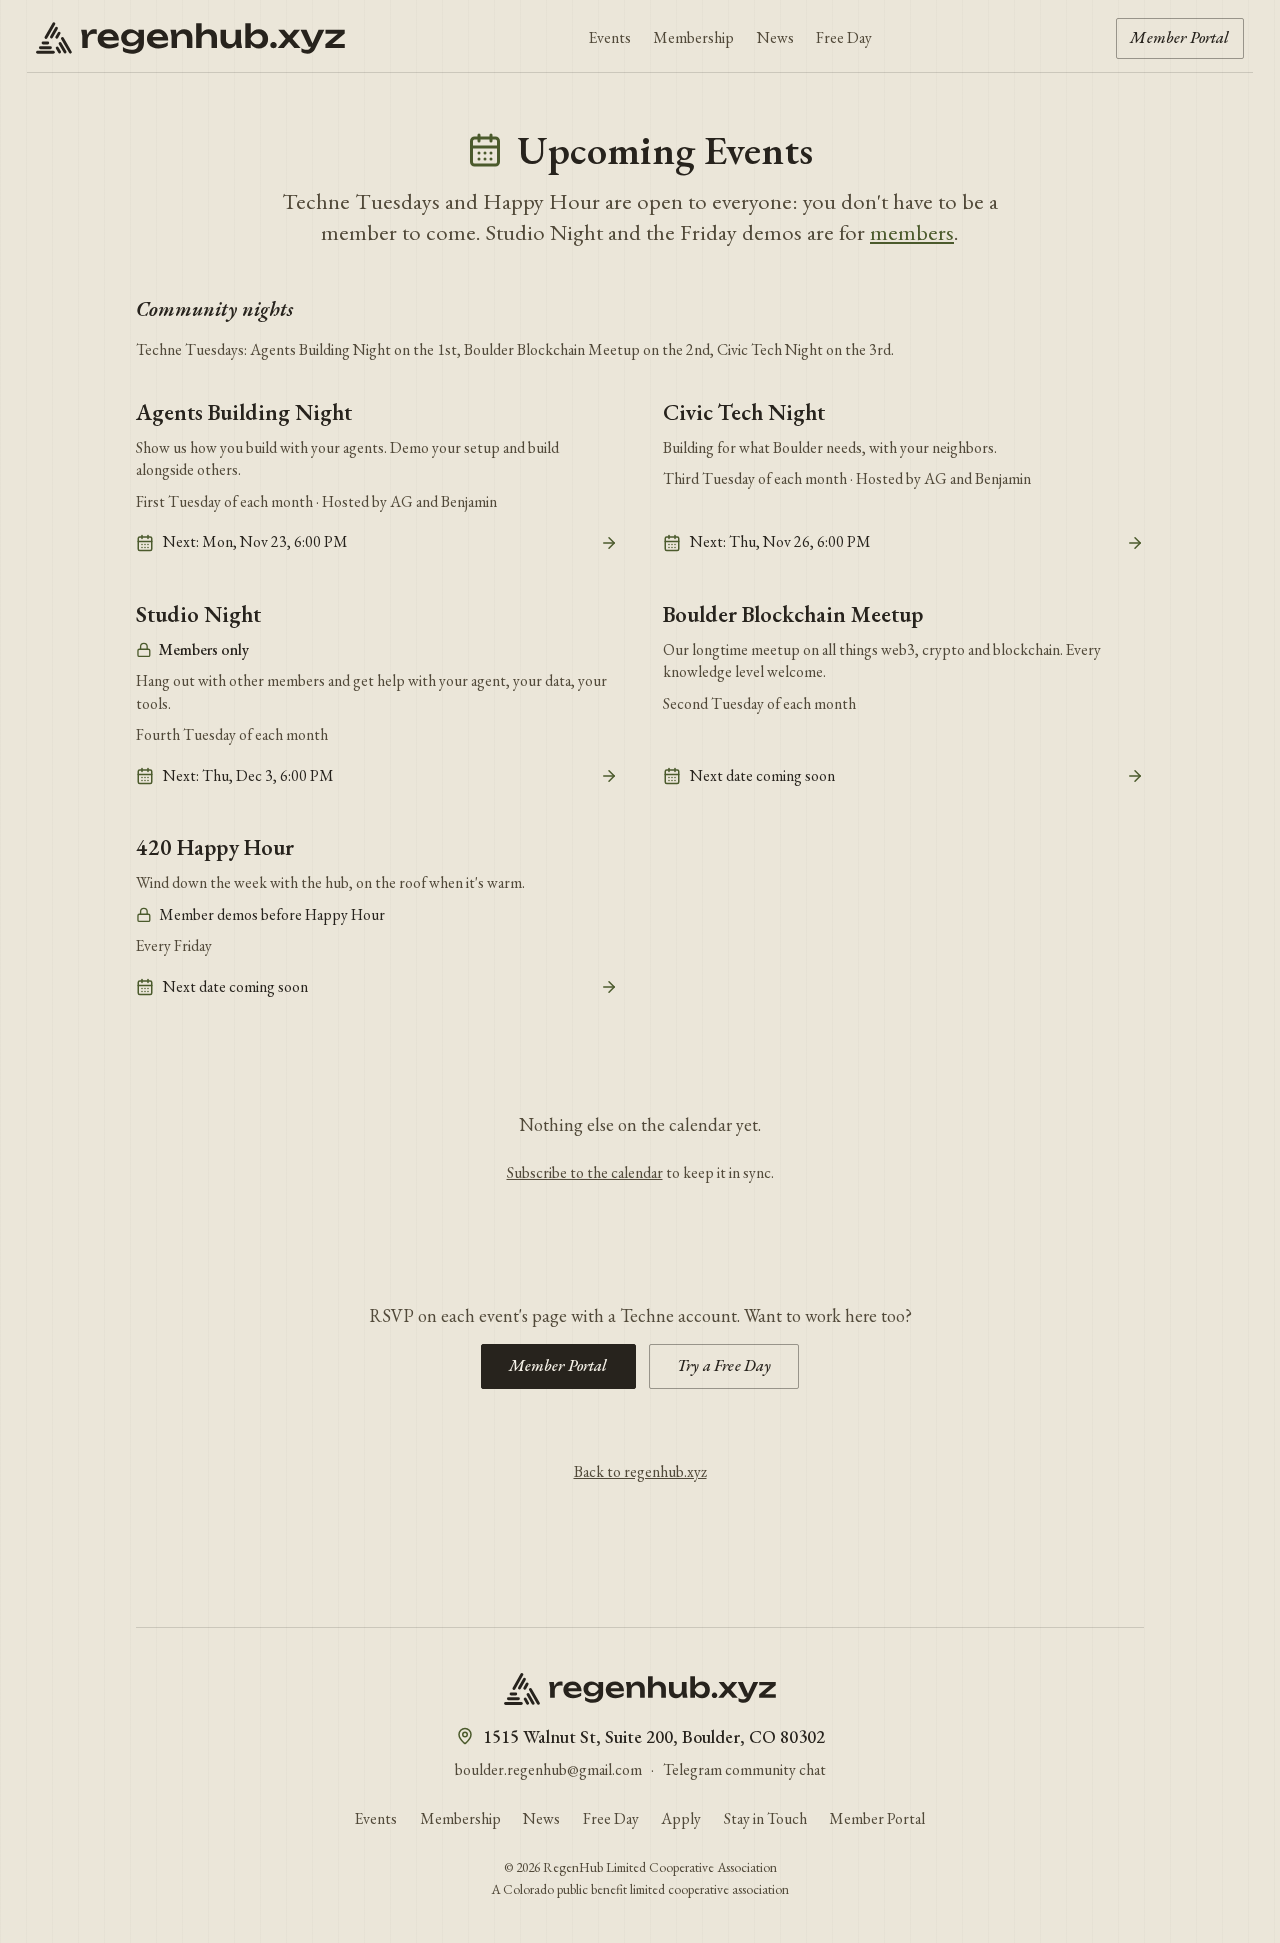 regenhub.xyz
Events Membership News Free Day
Member Portal
Upcoming Events
Techne Tuesdays and Happy Hour are open to everyone: you don't have to be a
member to come. Studio Night and the Friday demos are for members.
Community nights
Techne Tuesdays: Agents Building Night on the 1st, Boulder Blockchain Meetup on the 2nd, Civic Tech Night on the 3rd.
Agents Building Night
Show us how you build with your agents. Demo your setup and build
alongside others.
First Tuesday of each month · Hosted by AG and Benjamin
Next: Mon, Nov 23, 6:00 PM
Civic Tech Night
Building for what Boulder needs, with your neighbors.
Third Tuesday of each month · Hosted by AG and Benjamin
Next: Thu, Nov 26, 6:00 PM
Studio Night
Members only
Hang out with other members and get help with your agent, your data, your
tools.
Fourth Tuesday of each month
Next: Thu, Dec 3, 6:00 PM
Boulder Blockchain Meetup
Our longtime meetup on all things web3, crypto and blockchain. Every
knowledge level welcome.
Second Tuesday of each month
Next date coming soon
420 Happy Hour
Wind down the week with the hub, on the roof when it's warm.
Member demos before Happy Hour
Every Friday
Next date coming soon
Nothing else on the calendar yet.
Subscribe to the calendar to keep it in sync.
RSVP on each event's page with a Techne account. Want to work here too?
Member Portal
Try a Free Day
Back to regenhub.xyz
regenhub.xyz
1515 Walnut St, Suite 200, Boulder, CO 80302
boulder.regenhub@gmail.com · Telegram community chat
Events Membership News Free Day Apply Stay in Touch Member Portal
© 2026 RegenHub Limited Cooperative Association
A Colorado public benefit limited cooperative association